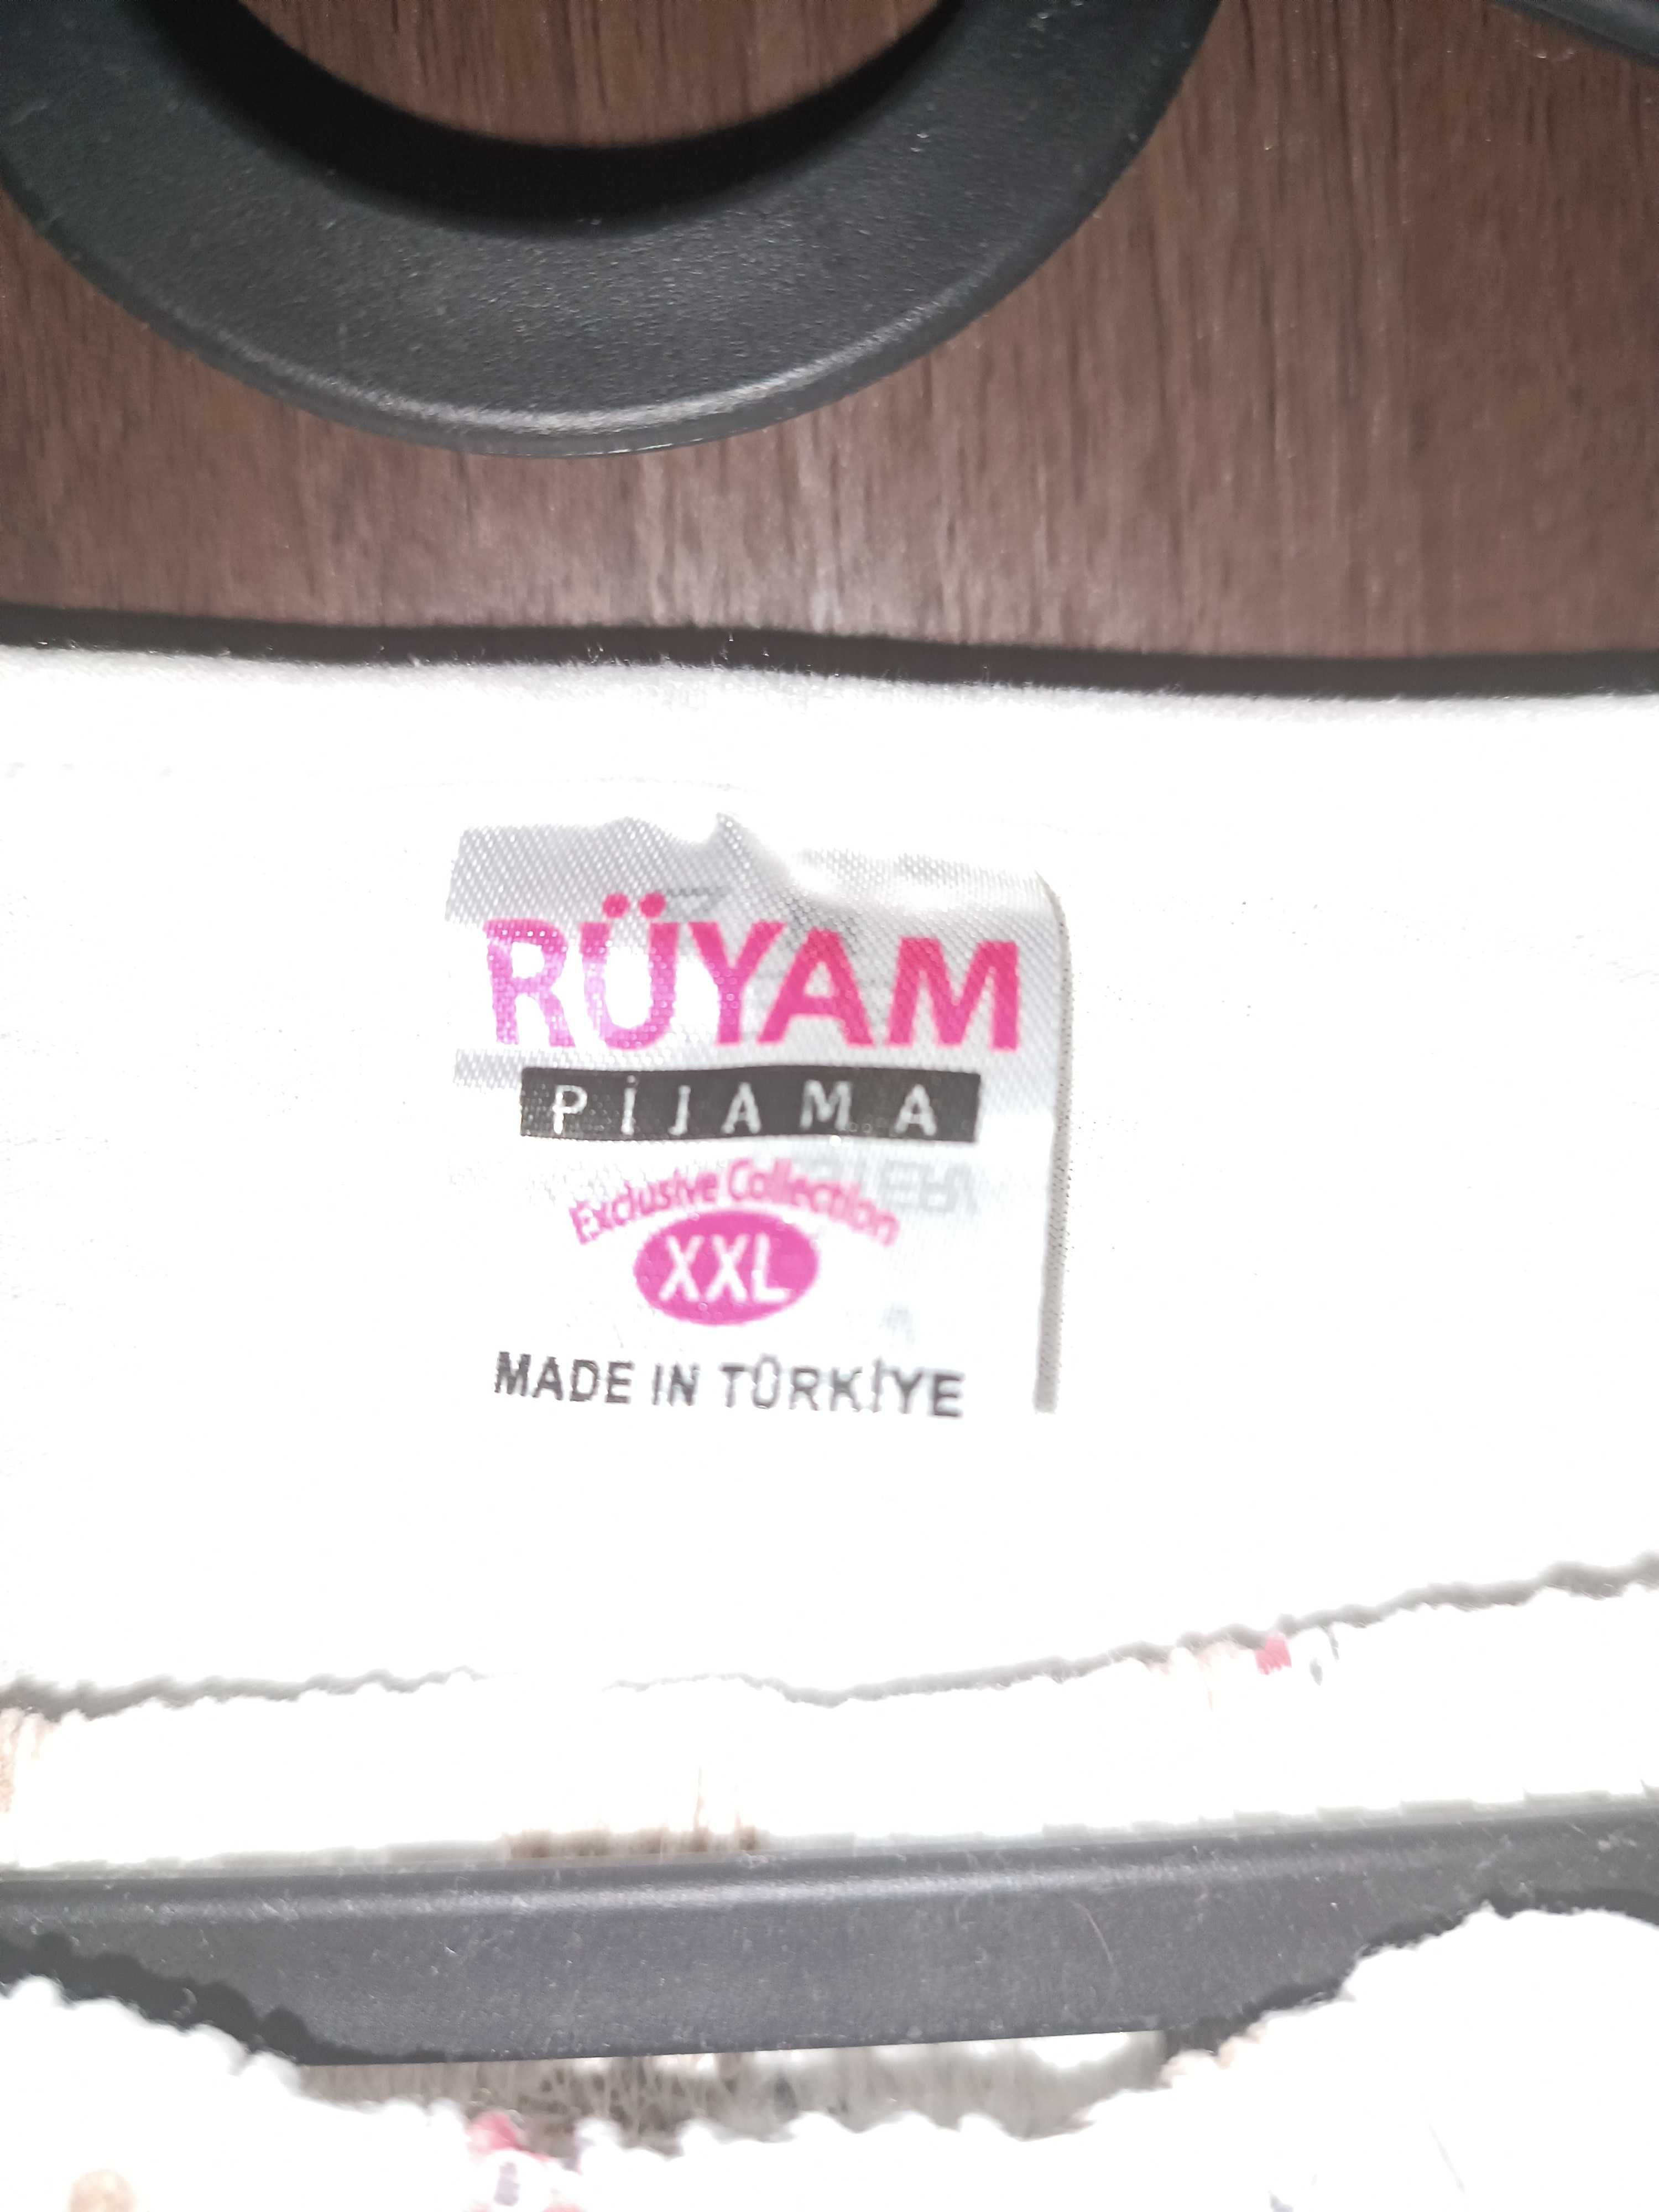 RÜYAM
PİJAMA
Exclusive Collection
XXL
MADE IN TÜRKİYE